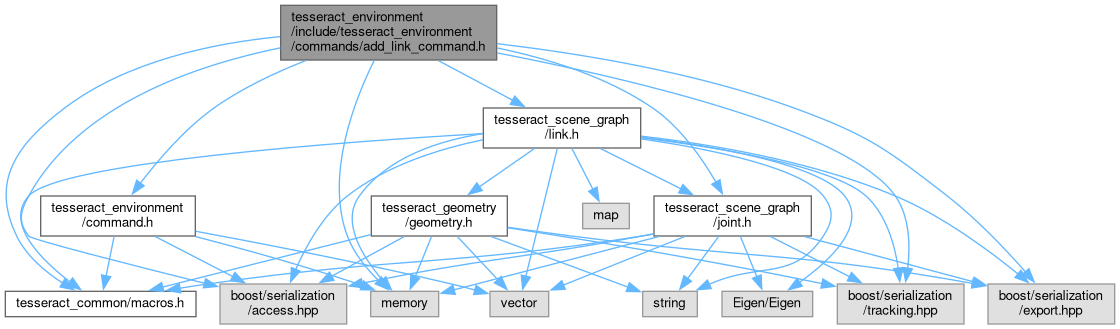 tesseract_environment
/include/tesseract_environment
/commands/add_link_command.h
tesseract_scene_graph
/link.h
tesseract_environment
/command.h
tesseract_geometry
/geometry.h
map
tesseract_scene_graph
/joint.h
tesseract_common/macros.h
boost/serialization
/access.hpp
memory
vector
string
Eigen/Eigen
boost/serialization
/tracking.hpp
boost/serialization
/export.hpp